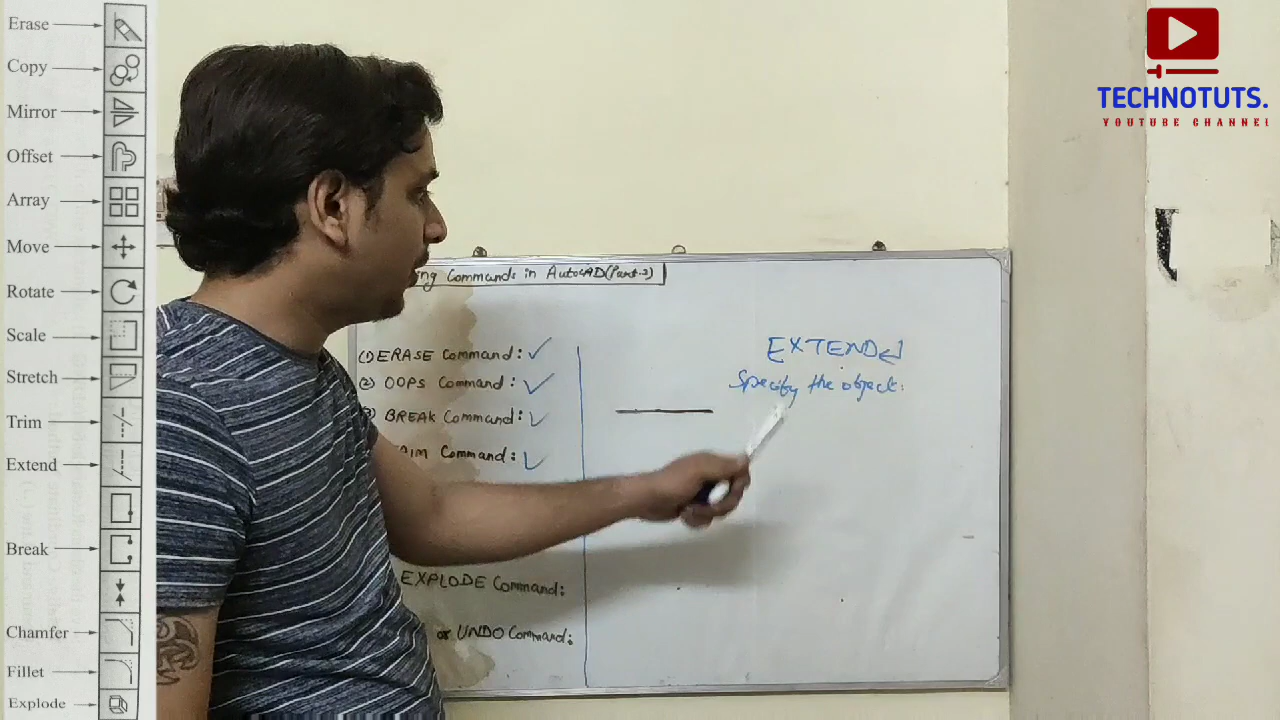 Erase
Copy
Mirror
Offset
Array
Move
Rotate
Scale
Stretch
Trim
Extend
Break
Chamfer
Fillet
Explode
TECHNOTUTS.
YOUTUBE CHANNEL
Commands in AutoCAD (Part-2)
(1) ERASE Command:
(2) OOPS Command:
BREAK Command:
Command:
EXPLODE Command:
or UNDO Command:
EXTEND
Specify the object: